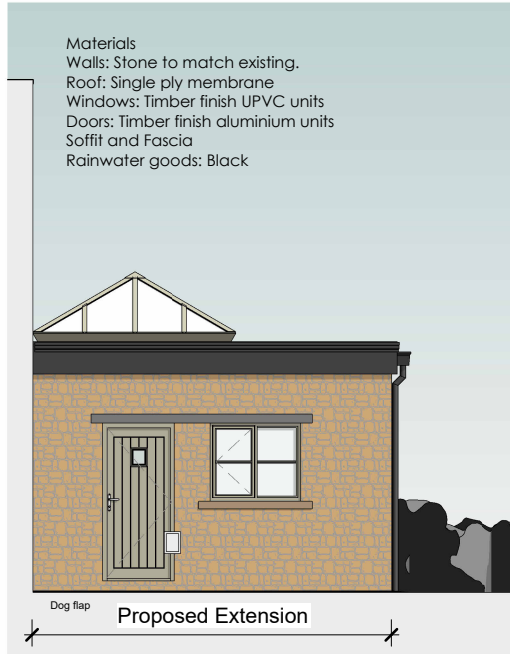 Materials
Walls: Stone to match existing.
Roof: Single ply membrane
Windows: Timber finish UPVC units
Doors: Timber finish aluminium units
Soffit and Fascia
Rainwater goods: Black
Dog flap
Proposed Extension